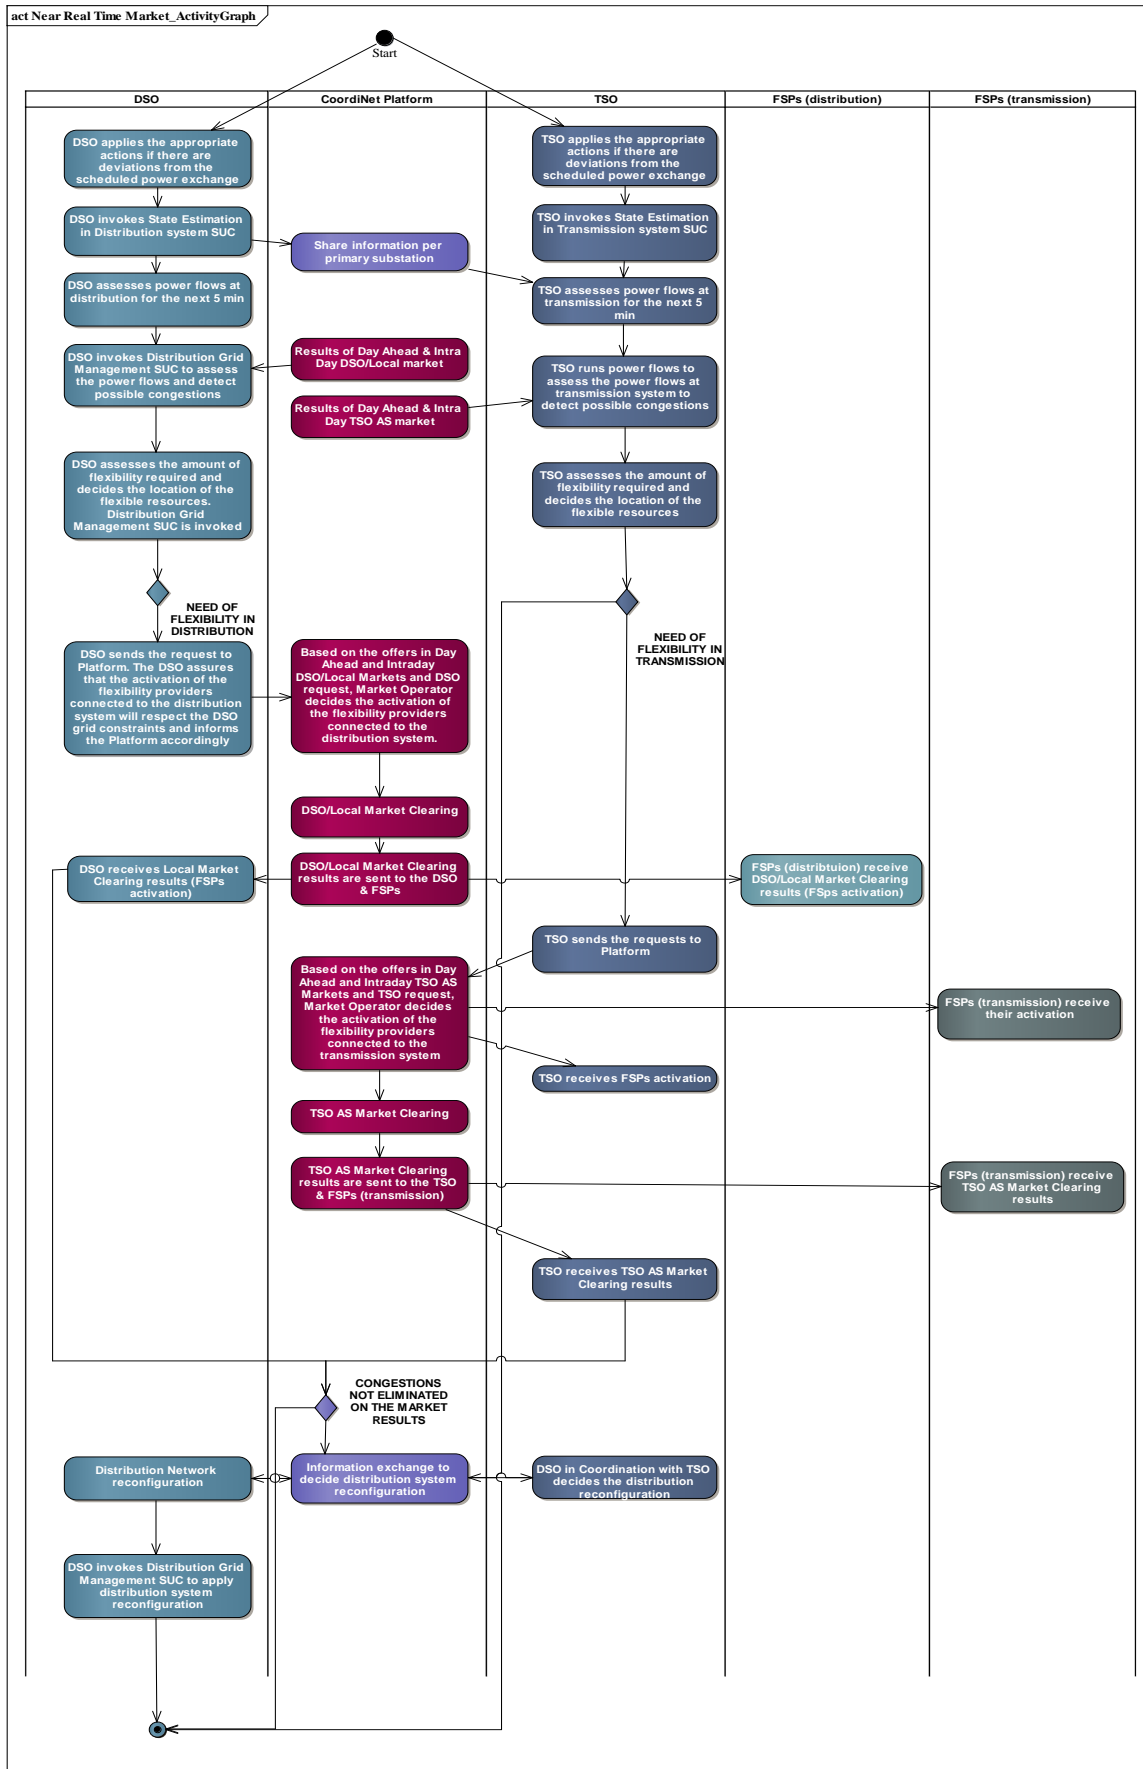 act Near Real Time Market_ActivityGraph
Start
DSO
CoordiNet Platform
TSO
FSPs (distribution)
FSPs (transmission)
DSO applies the appropriate
actions if there are
deviations from the
scheduled power exchange
TSO applies the appropriate
actions if there are
deviations from the
scheduled power exchange
DSO invokes State Estimation
in Distribution system SUC
TSO invokes State Estimation
in Transmission system SUC
Share information per
primary substation
DSO assesses power flows at
distribution for the next 5 min
TSO assesses power flows at
transmission for the next 5
min
DSO invokes Distribution Grid
Management SUC to assess
the power flows and detect
possible congestions
Results of Day Ahead & Intra
Day DSO/Local market
TSO runs power flows to
assess the power flows at
transmission system to
detect possible congestions
Results of Day Ahead & Intra
Day TSO AS market
DSO assesses the amount of
flexibility required and
decides the location of the
flexible resources.
Distribution Grid
Management SUC is invoked
TSO assesses the amount of
flexibility required and
decides the location of the
flexible resources
NEED OF
FLEXIBILITY IN
DISTRIBUTION
NEED OF
FLEXIBILITY IN
TRANSMISSION
DSO sends the request to
Platform. The DSO assures
that the activation of the
flexibility providers
connected to the distribution
system will respect the DSO
grid constraints and informs
the Platform accordingly
Based on the offers in Day
Ahead and Intraday
DSO/Local Markets and DSO
request, Market Operator
decides the activation of
the flexibility providers
connected to the
distribution system.
DSO/Local Market Clearing
DSO receives Local Market
Clearing results (FSPs
activation)
DSO/Local Market Clearing
results are sent to the DSO
& FSPs
FSPs (distribtuion) receive
DSO/Local Market Clearing
results (FSps activation)
TSO sends the requests to
Platform
Based on the offers in Day
Ahead and Intraday TSO AS
Markets and TSO request,
Market Operator decides
the activation of the
flexibility providers
connected to the
transmission system
FSPs (transmission) receive
their activation
TSO receives FSPs activation
TSO AS Market Clearing
TSO AS Market Clearing
results are sent to the TSO
& FSPs (transmission)
FSPs (transmission) receive
TSO AS Market Clearing
results
TSO receives TSO AS Market
Clearing results
CONGESTIONS
NOT ELIMINATED
ON THE MARKET
RESULTS
Distribution Network
reconfiguration
Information exchange to
decide distribution system
reconfiguration
DSO in Coordination with TSO
decides the distribution
reconfiguration
DSO invokes Distribution Grid
Management SUC to apply
distribution system
reconfiguration